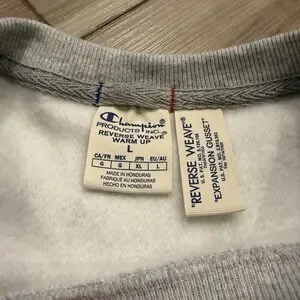 Champion
PRODUCTS INC.
REVERSE WEAVE
WARM UP
L
CA/FR MEX JPN EU/AU
G G XL L
MADE IN HONDURAS
FABRIQUÉ AU HONDURAS
HECHO EN HONDURAS
"REVERSE WEAVE"
"EXPANSION GUSSET"